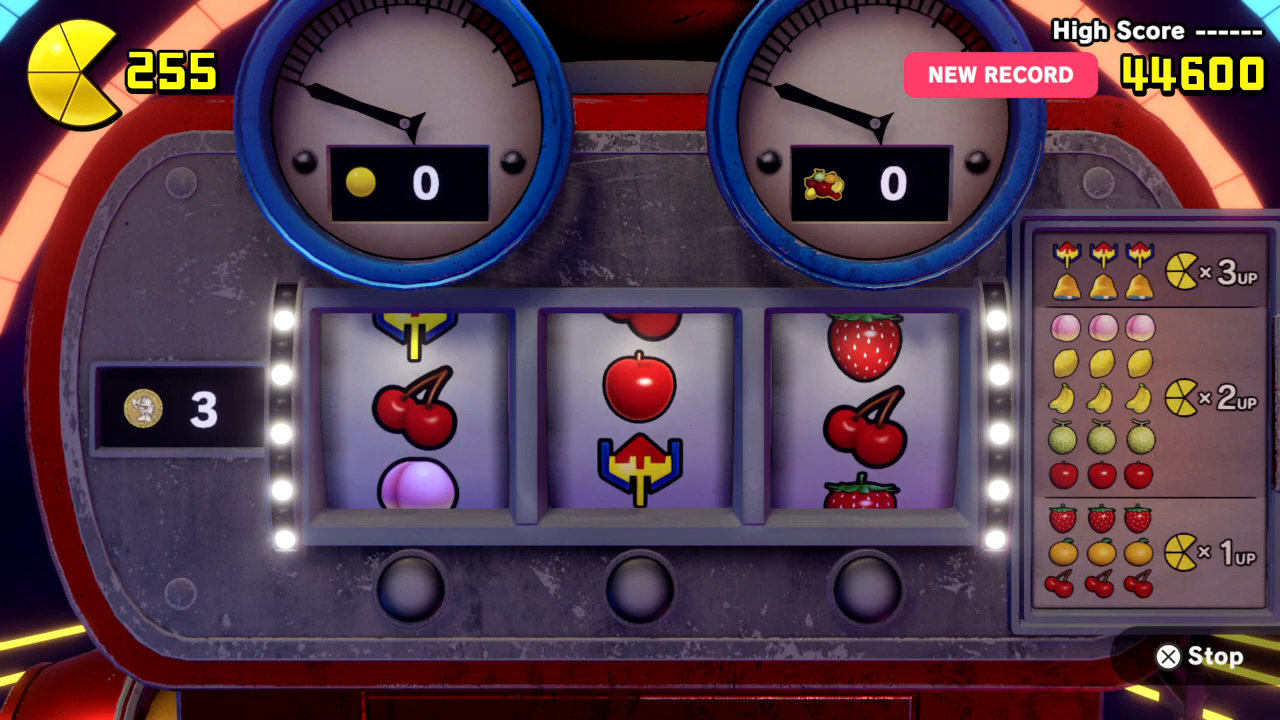 255
High Score ------
NEW RECORD
44600
0
0
3
× 3UP
× 2UP
× 1UP
Stop